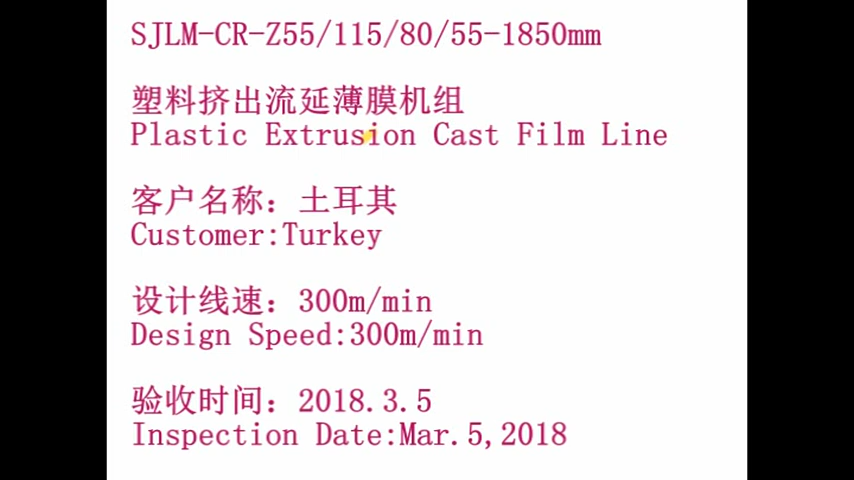 SJLM-CR-Z55/115/80/55-1850mm
塑料挤出流延薄膜机组
Plastic Extrusion Cast Film Line
客户名称：土耳其
Customer:Turkey
设计线速：300m/min
Design Speed:300m/min
验收时间：2018.3.5
Inspection Date:Mar.5,2018